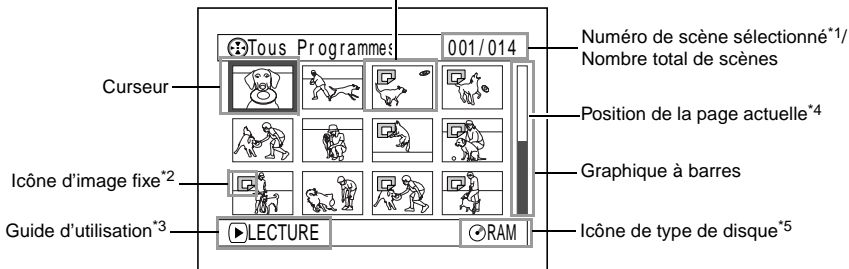 Tous Programmes 001/014
Numéro de scène sélectionné*1/
Nombre total de scènes
Curseur
Position de la page actuelle*4
Graphique à barres
Icône d'image fixe*2
Guide d'utilisation*3
LECTURE
RAM
Icône de type de disque*5